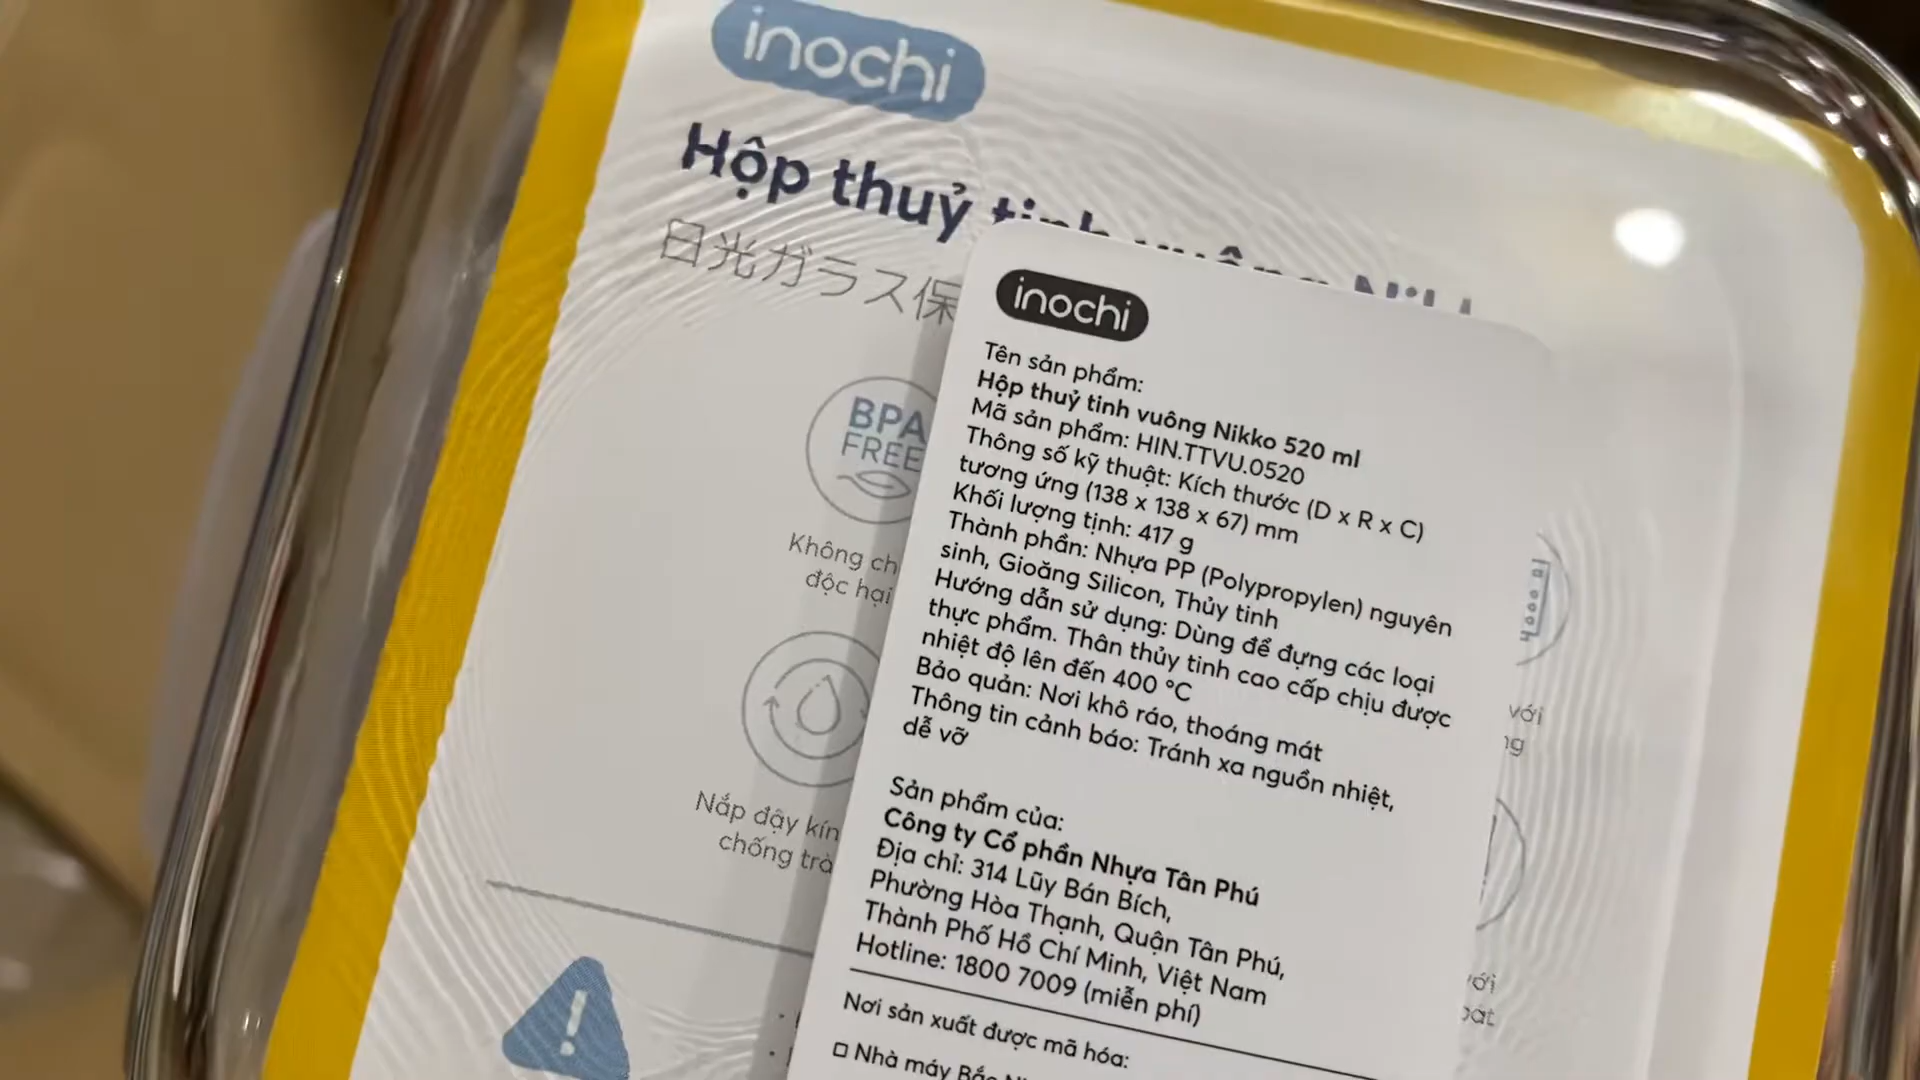 inochi
Hộp thuỷ
日光ガラス保
BPA
FREE
Không
độc hại
Nắp đậy kín
chống
inochi
Tên sản phẩm:
Hộp thuỷ tinh vuông Nikko 520 ml
Mã sản phẩm: HIN.TTVU.0520
Thông số kỹ thuật: Kích thước (D x R x C)
tương ứng (138 x 138 x 67) mm
Khối lượng tịnh: 417 g
Thành phần: Nhựa PP (Polypropylen) nguyên
sinh, Gioăng Silicon, Thủy tinh
Hướng dẫn sử dụng: Dùng để đựng các loại
thực phẩm. Thân thủy tinh cao cấp chịu được
nhiệt độ lên đến 400 °C
Bảo quản: Nơi khô ráo, thoáng mát
Thông tin cảnh báo: Tránh xa nguồn nhiệt,
dễ vỡ
Sản phẩm của:
Công ty Cổ phần Nhựa Tân Phú
Địa chỉ: 314 Lũy Bán Bích,
Phường Hòa Thạnh, Quận Tân Phú,
Thành Phố Hồ Chí Minh, Việt Nam
Hotline: 1800 7009 (miễn phí)
Nơi sản xuất được mã hóa:
□ Nhà máy
với